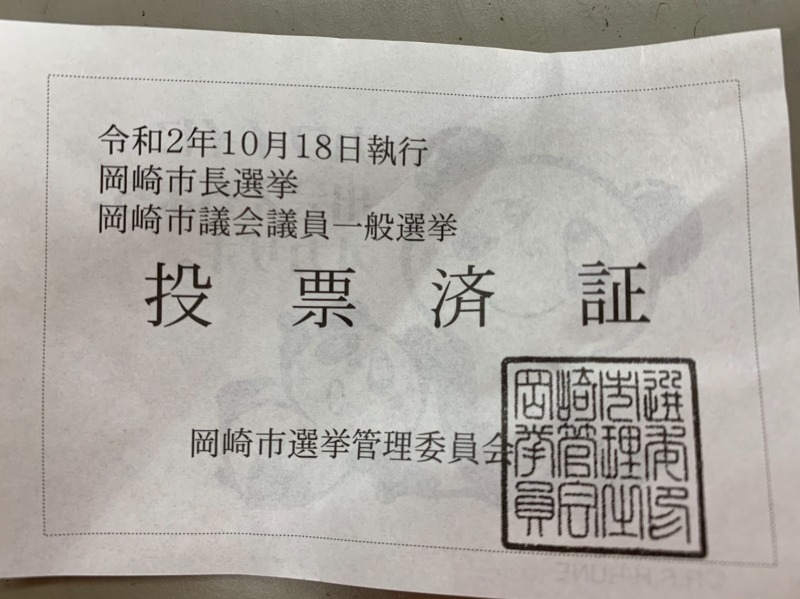 令和2年10月18日執行
岡崎市長選挙
岡崎市議会議員一般選挙
投票済証
岡崎市選挙管理委員会